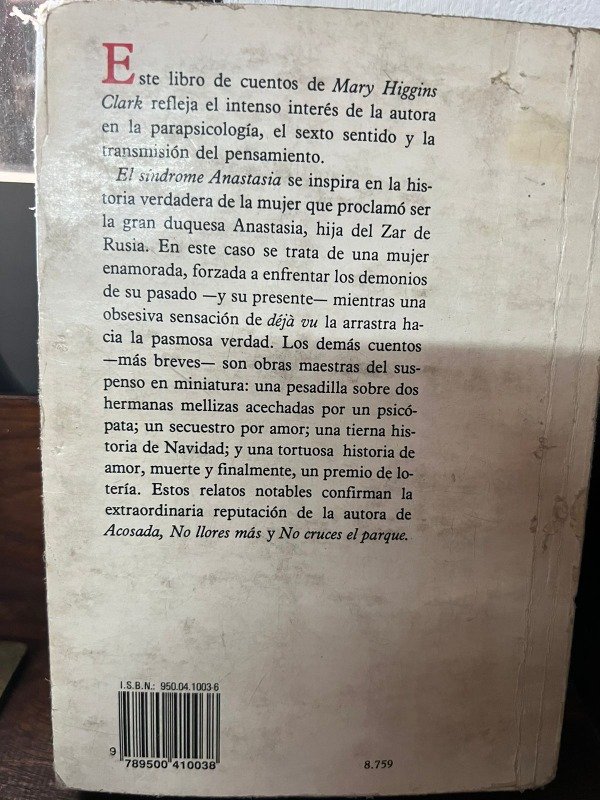 Este libro de cuentos de Mary Higgins
Clark refleja el intenso interés de la autora
en la parapsicología, el sexto sentido y la
transmisión del pensamiento.
El síndrome Anastasia se inspira en la his-
toria verdadera de la mujer que proclamó ser
la gran duquesa Anastasia, hija del Zar de
Rusia. En este caso se trata de una mujer
enamorada, forzada a enfrentar los demonios
de su pasado —y su presente— mientras una
obsesiva sensación de déjà vu la arrastra ha-
cia la pasmosa verdad. Los demás cuentos
—más breves— son obras maestras del sus-
penso en miniatura: una pesadilla sobre dos
hermanas mellizas acechadas por un psicó-
pata; un secuestro por amor; una tierna his-
toria de Navidad; y una tortuosa historia de
amor, muerte y finalmente, un premio de lo-
tería. Estos relatos notables confirman la
extraordinaria reputación de la autora de
Acosada, No llores más y No cruces el parque.
I.S.B.N.: 950.04.1003-6
9 789500 410038
8.759